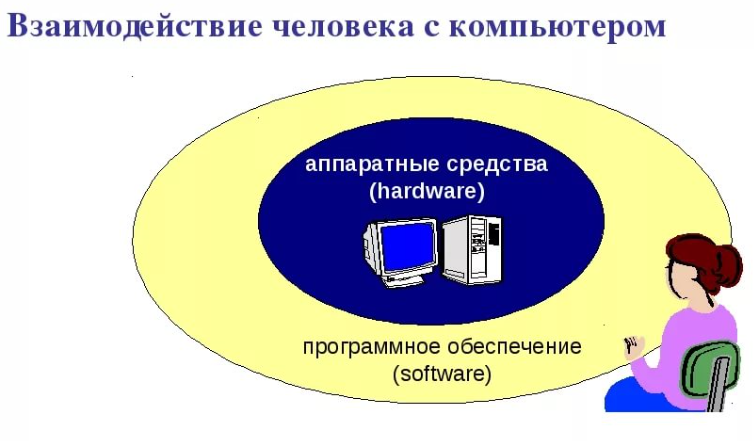 Взаимодействие человека с компьютером
аппаратные средства
(hardware)
программное обеспечение
(software)